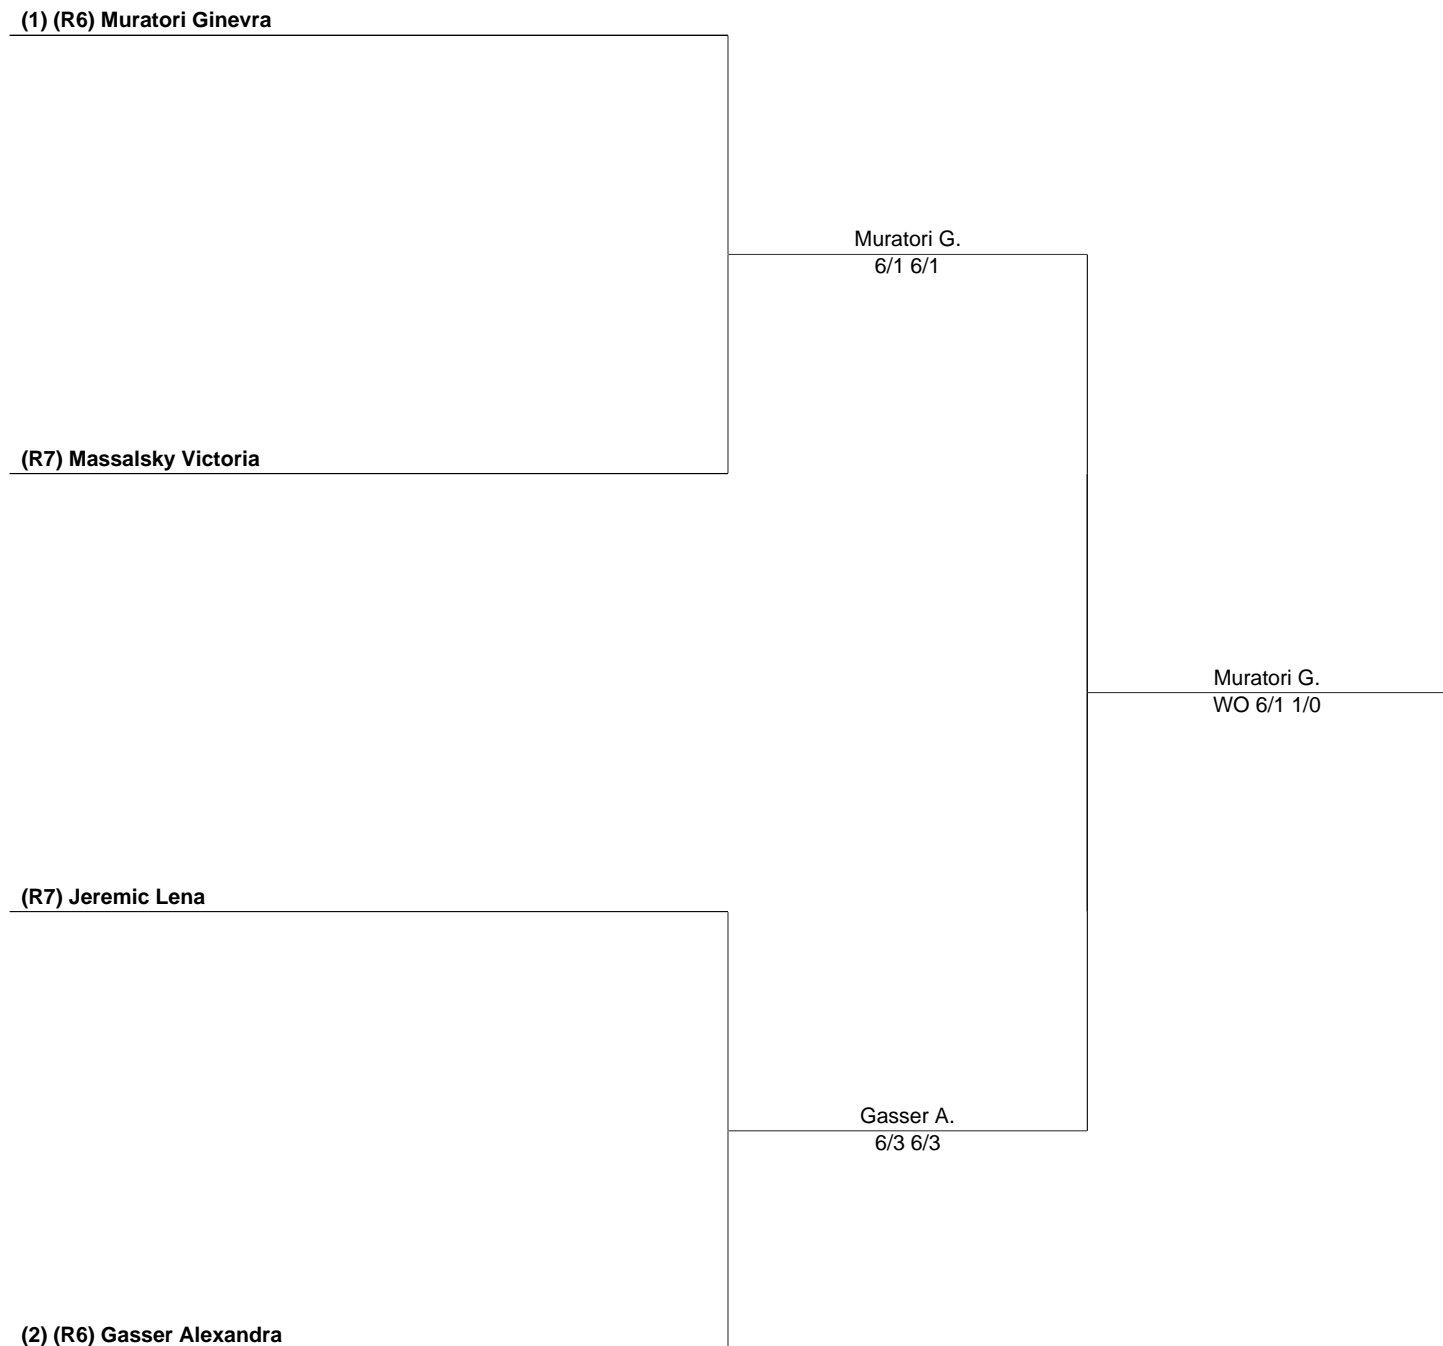 (1) (R6) Muratori Ginevra
Muratori G.
6/1 6/1
(R7) Massalsky Victoria
Muratori G.
WO 6/1 1/0
(R7) Jeremic Lena
Gasser A.
6/3 6/3
(2) (R6) Gasser Alexandra